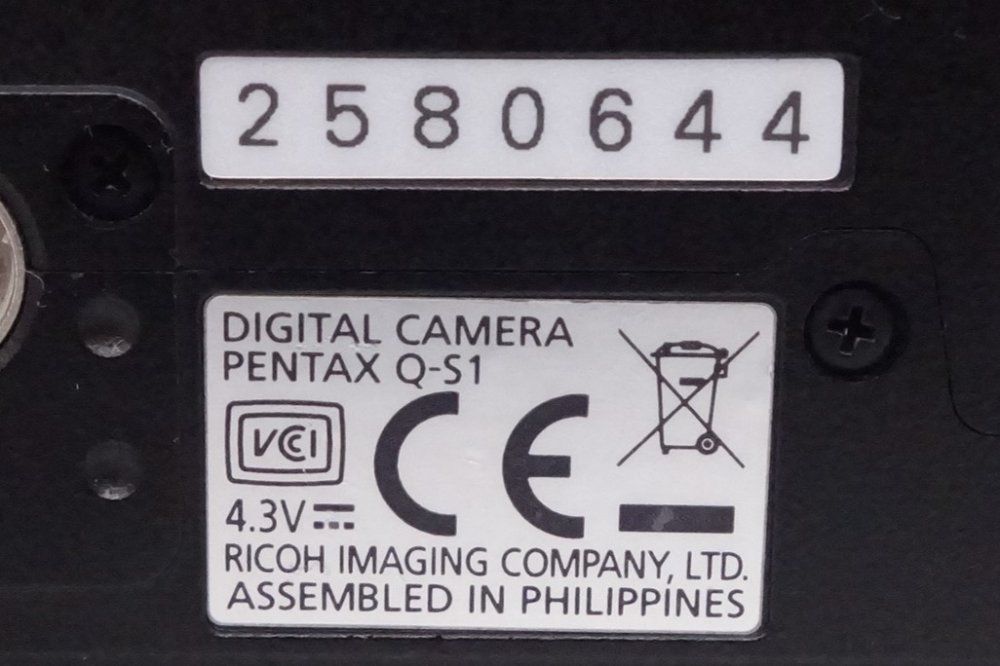 2580644
DIGITAL CAMERA
PENTAX Q-S1
VCI
CE
4.3V
RICOH IMAGING COMPANY, LTD.
ASSEMBLED IN PHILIPPINES